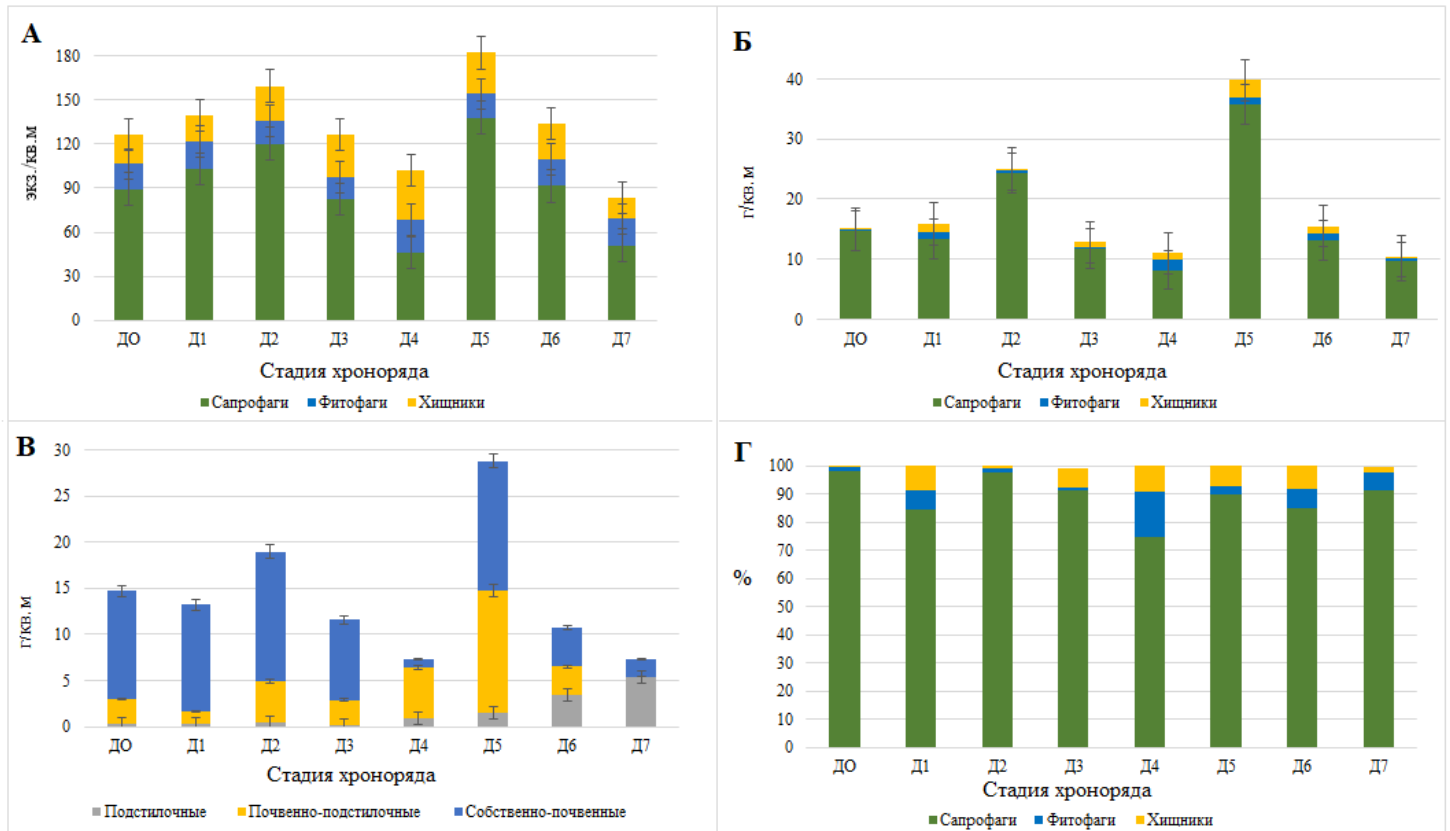 А
экз./кв.м
180
150
120
90
60
30
0
ДО Д1 Д2 Д3 Д4 Д5 Д6 Д7
Стадия хроноряда
Сапрофаги Фитофаги Хищники
Б
г/кв.м
40
30
20
10
0
ДО Д1 Д2 Д3 Д4 Д5 Д6 Д7
Стадия хроноряда
Сапрофаги Фитофаги Хищники
В
г/кв. м
30
25
20
15
10
5
0
ДО Д1 Д2 Д3 Д4 Д5 Д6 Д7
Стадия хроноряда
Подстилочные Почвенно-подстилочные Собственно-почвенные
Г
%
100
90
80
70
60
50
40
30
20
10
0
ДО Д1 Д2 Д3 Д4 Д5 Д6 Д7
Стадия хроноряда
Сапрофаги Фитофаги Хищники